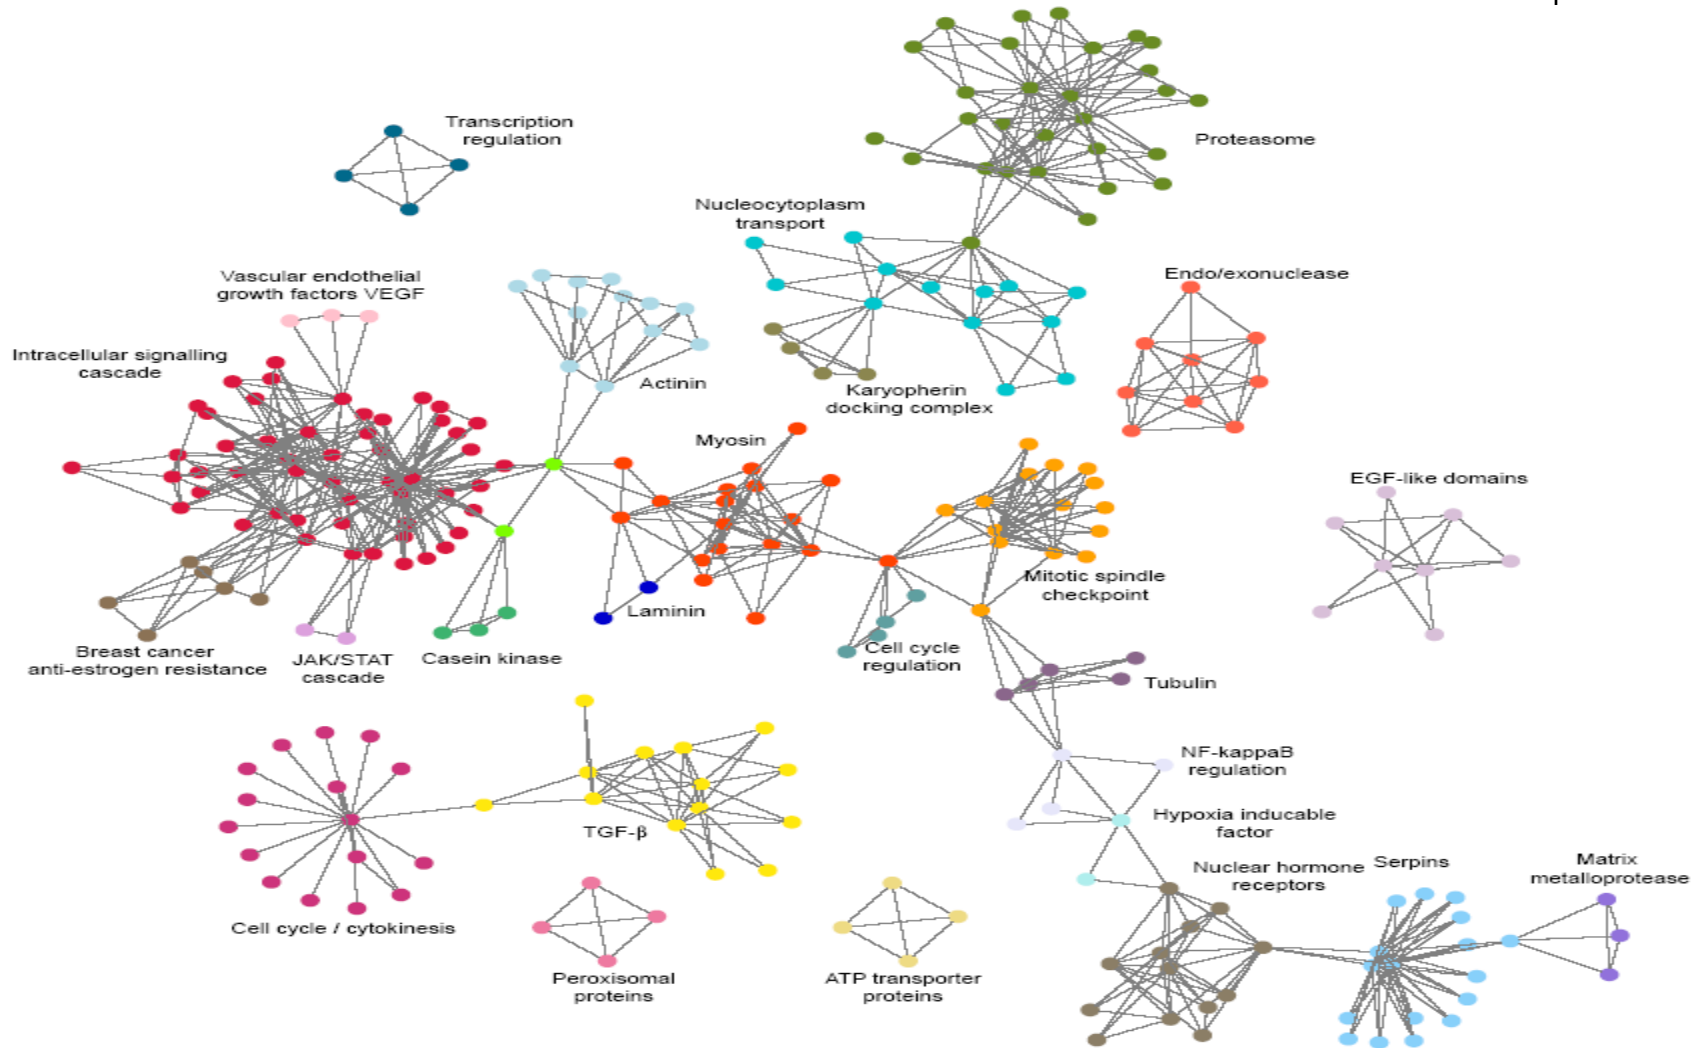 Transcription
regulation
Proteasome
Nucleocytoplasm
transport
Vascular endothelial
growth factors VEGF
Endo/exonuclease
Intracellular signalling
cascade
Actinin
Karyopherin
docking complex
Myosin
EGF-like domains
Mitotic spindle
checkpoint
Laminin
Cell cycle
regulation
Breast cancer
anti-estrogen resistance
JAK/STAT
cascade
Casein kinase
Tubulin
NF-kappaB
regulation
TGF-β
Hypoxia inducable
factor
Nuclear hormone
receptors
Serpins
Matrix
metalloprotease
Cell cycle / cytokinesis
Peroxisomal
proteins
ATP transporter
proteins